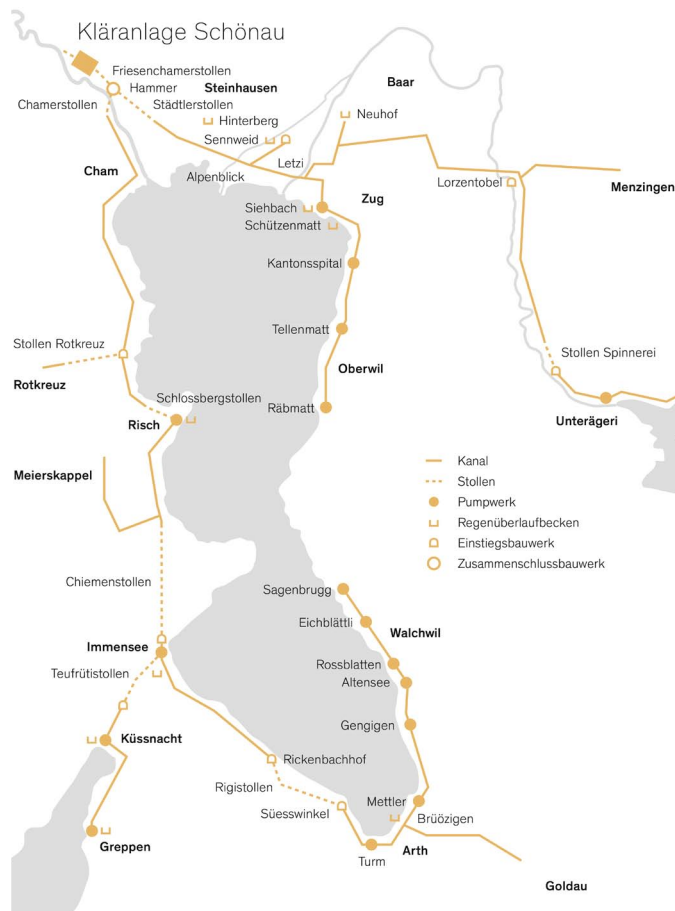 Kläranlage Schönau
Friesenchamerstollen
Hammer
Steinhausen
Baar
Chamerstollen
Städtlerstollen
Hinterberg
Neuhof
Sennweid
Letzi
Cham
Alpenblick
Lorzentobel
Menzingen
Zug
Siehbach
Schützenmatt
Kantonsspital
Tellenmatt
Stollen Rotkreuz
Stollen Spinnerei
Oberwil
Rotkreuz
Schlossbergstollen
Räbmatt
Risch
Unterägeri
Meierskappel
Kanal
Stollen
Pumpwerk
Regenüberlaufbecken
Einstiegsbauwerk
Zusammenschlussbauwerk
Chiemenstollen
Sagenbrugg
Eichblättli
Walchwil
Immensee
Rossblatten
Teufrütistollen
Altensee
Gengigen
Küssnacht
Rickenbachhof
Rigistollen
Mettler
Süesswinkel
Brüözigen
Greppen
Arth
Turm
Goldau